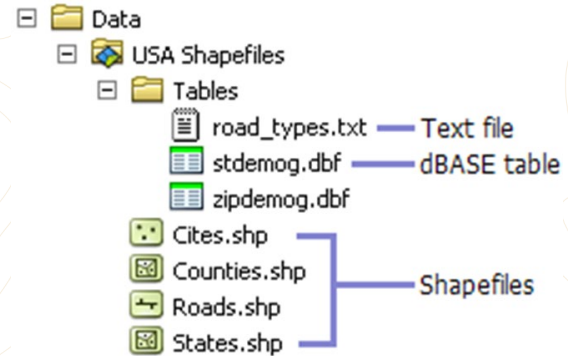 Data
USA Shapefiles
Tables
road_types.txt Text file
stdemog.dbf dBASE table
zipdemog.dbf
Cites.shp
Counties.shp
Shapefiles
Roads.shp
States.shp